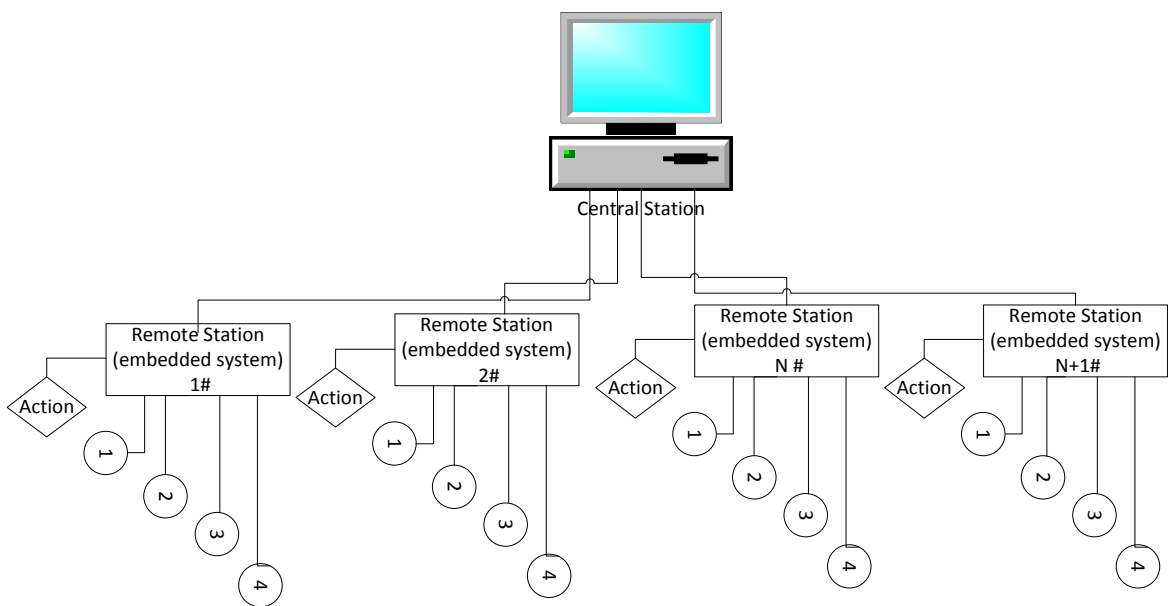 Central Station
Remote Station
(embedded system)
1#
Action
1
2
3
4
Remote Station
(embedded system)
2#
Action
1
2
3
4
Remote Station
(embedded system)
N #
Action
1
2
3
4
Remote Station
(embedded system)
N+1#
Action
1
2
3
4